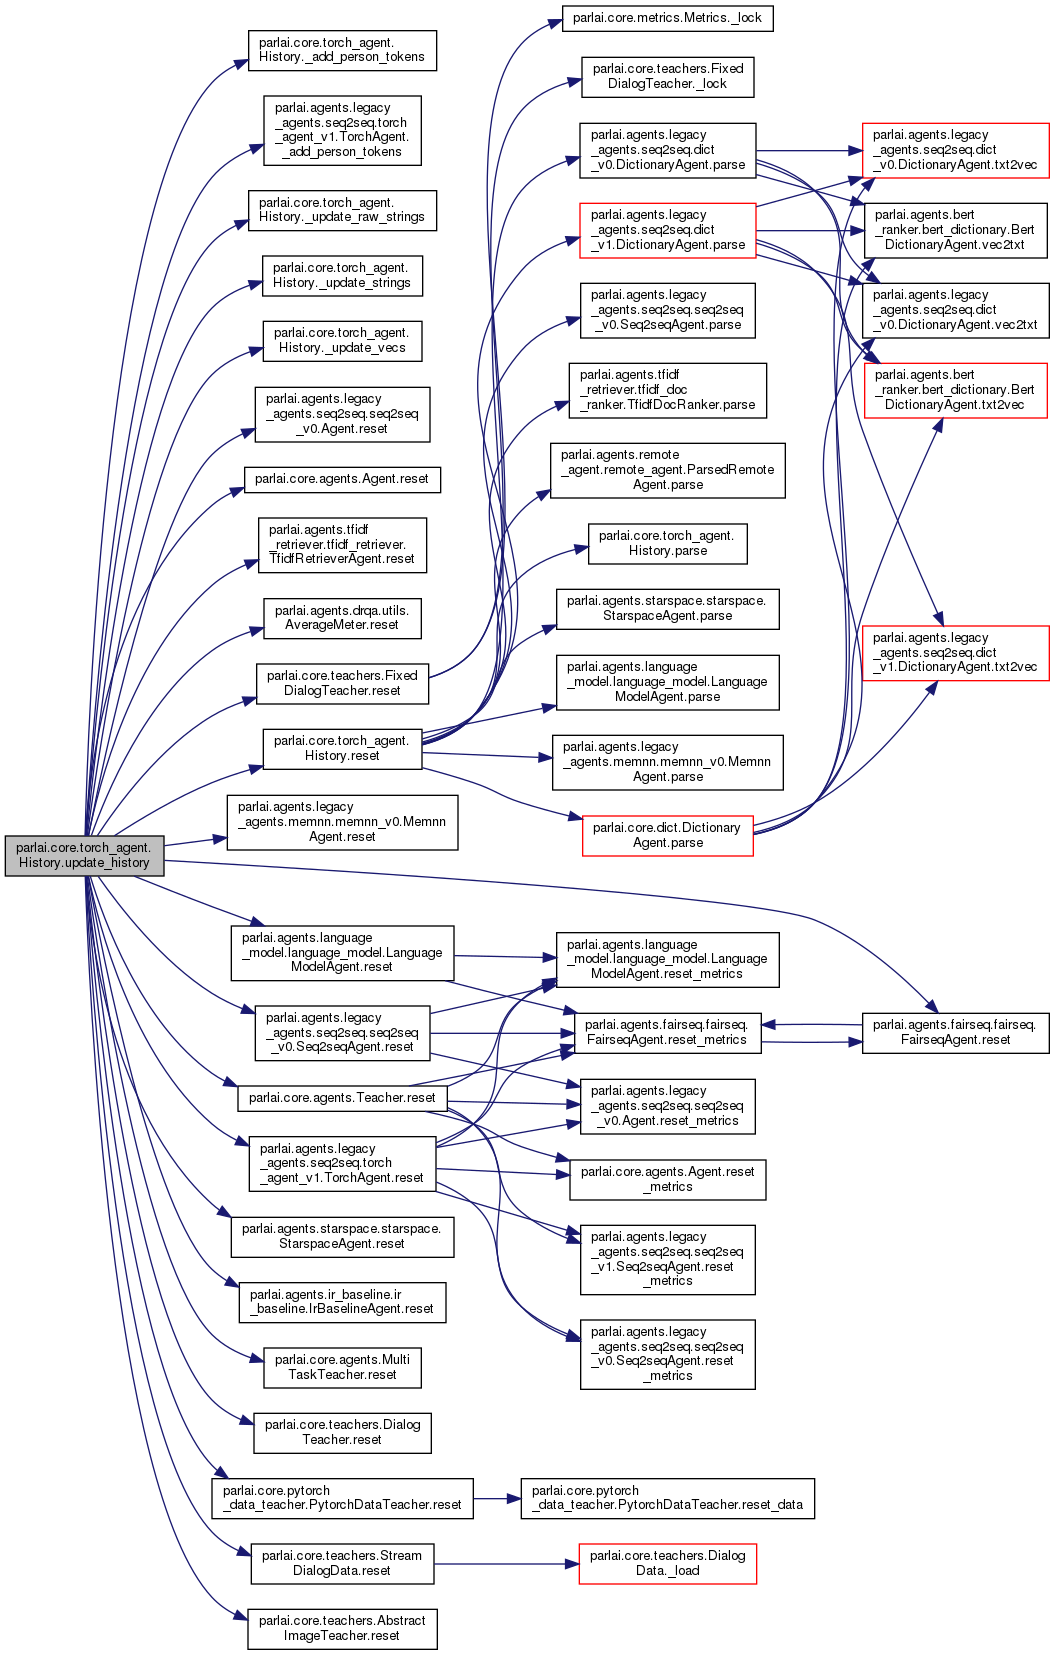 parlai.core.torch_agent.
History.update_history
parlai.core.torch_agent.
History._add_person_tokens
parlai.agents.legacy
_agents.seq2seq.torch
_agent_v1.TorchAgent.
_add_person_tokens
parlai.core.torch_agent.
History._update_raw_strings
parlai.core.torch_agent.
History._update_strings
parlai.core.torch_agent.
History._update_vecs
parlai.agents.legacy
_agents.seq2seq.seq2seq
_v0.Agent.reset
parlai.core.agents.Agent.reset
parlai.agents.tfidf
_retriever.tfidf_retriever.
TfidfRetrieverAgent.reset
parlai.agents.drqa.utils.
AverageMeter.reset
parlai.core.teachers.Fixed
DialogTeacher.reset
parlai.core.torch_agent.
History.reset
parlai.agents.legacy
_agents.memnn.memnn_v0.Memnn
Agent.reset
parlai.agents.language
_model.language_model.Language
ModelAgent.reset
parlai.agents.legacy
_agents.seq2seq.seq2seq
_v0.Seq2seqAgent.reset
parlai.core.agents.Teacher.reset
parlai.agents.legacy
_agents.seq2seq.torch
_agent_v1.TorchAgent.reset
parlai.agents.starspace.starspace.
StarspaceAgent.reset
parlai.agents.ir_baseline.ir
_baseline.IrBaselineAgent.reset
parlai.core.agents.Multi
TaskTeacher.reset
parlai.core.teachers.Dialog
Teacher.reset
parlai.core.pytorch
_data_teacher.PytorchDataTeacher.reset
parlai.core.teachers.Stream
DialogData.reset
parlai.core.teachers.Abstract
ImageTeacher.reset
parlai.core.metrics.Metrics._lock
parlai.core.teachers.Fixed
DialogTeacher._lock
parlai.agents.legacy
_agents.seq2seq.dict
_v0.DictionaryAgent.parse
parlai.agents.legacy
_agents.seq2seq.dict
_v1.DictionaryAgent.parse
parlai.agents.legacy
_agents.seq2seq.seq2seq
_v0.Seq2seqAgent.parse
parlai.agents.tfidf
_retriever.tfidf_doc
_ranker.TfidfDocRanker.parse
parlai.agents.remote
_agent.remote_agent.ParsedRemote
Agent.parse
parlai.core.torch_agent.
History.parse
parlai.agents.starspace.starspace.
StarspaceAgent.parse
parlai.agents.language
_model.language_model.Language
ModelAgent.parse
parlai.agents.legacy
_agents.memnn.memnn_v0.Memnn
Agent.parse
parlai.core.dict.Dictionary
Agent.parse
parlai.agents.language
_model.language_model.Language
ModelAgent.reset_metrics
parlai.agents.fairseq.fairseq.
FairseqAgent.reset_metrics
parlai.agents.legacy
_agents.seq2seq.seq2seq
_v0.Agent.reset_metrics
parlai.core.agents.Agent.reset
_metrics
parlai.agents.legacy
_agents.seq2seq.seq2seq
_v1.Seq2seqAgent.reset
_metrics
parlai.agents.legacy
_agents.seq2seq.seq2seq
_v0.Seq2seqAgent.reset
_metrics
parlai.core.pytorch
_data_teacher.PytorchDataTeacher.reset_data
parlai.core.teachers.Dialog
Data._load
parlai.agents.legacy
_agents.seq2seq.dict
_v0.DictionaryAgent.txt2vec
parlai.agents.bert
_ranker.bert_dictionary.Bert
DictionaryAgent.vec2txt
parlai.agents.legacy
_agents.seq2seq.dict
_v0.DictionaryAgent.vec2txt
parlai.agents.bert
_ranker.bert_dictionary.Bert
DictionaryAgent.txt2vec
parlai.agents.legacy
_agents.seq2seq.dict
_v1.DictionaryAgent.txt2vec
parlai.agents.fairseq.fairseq.
FairseqAgent.reset